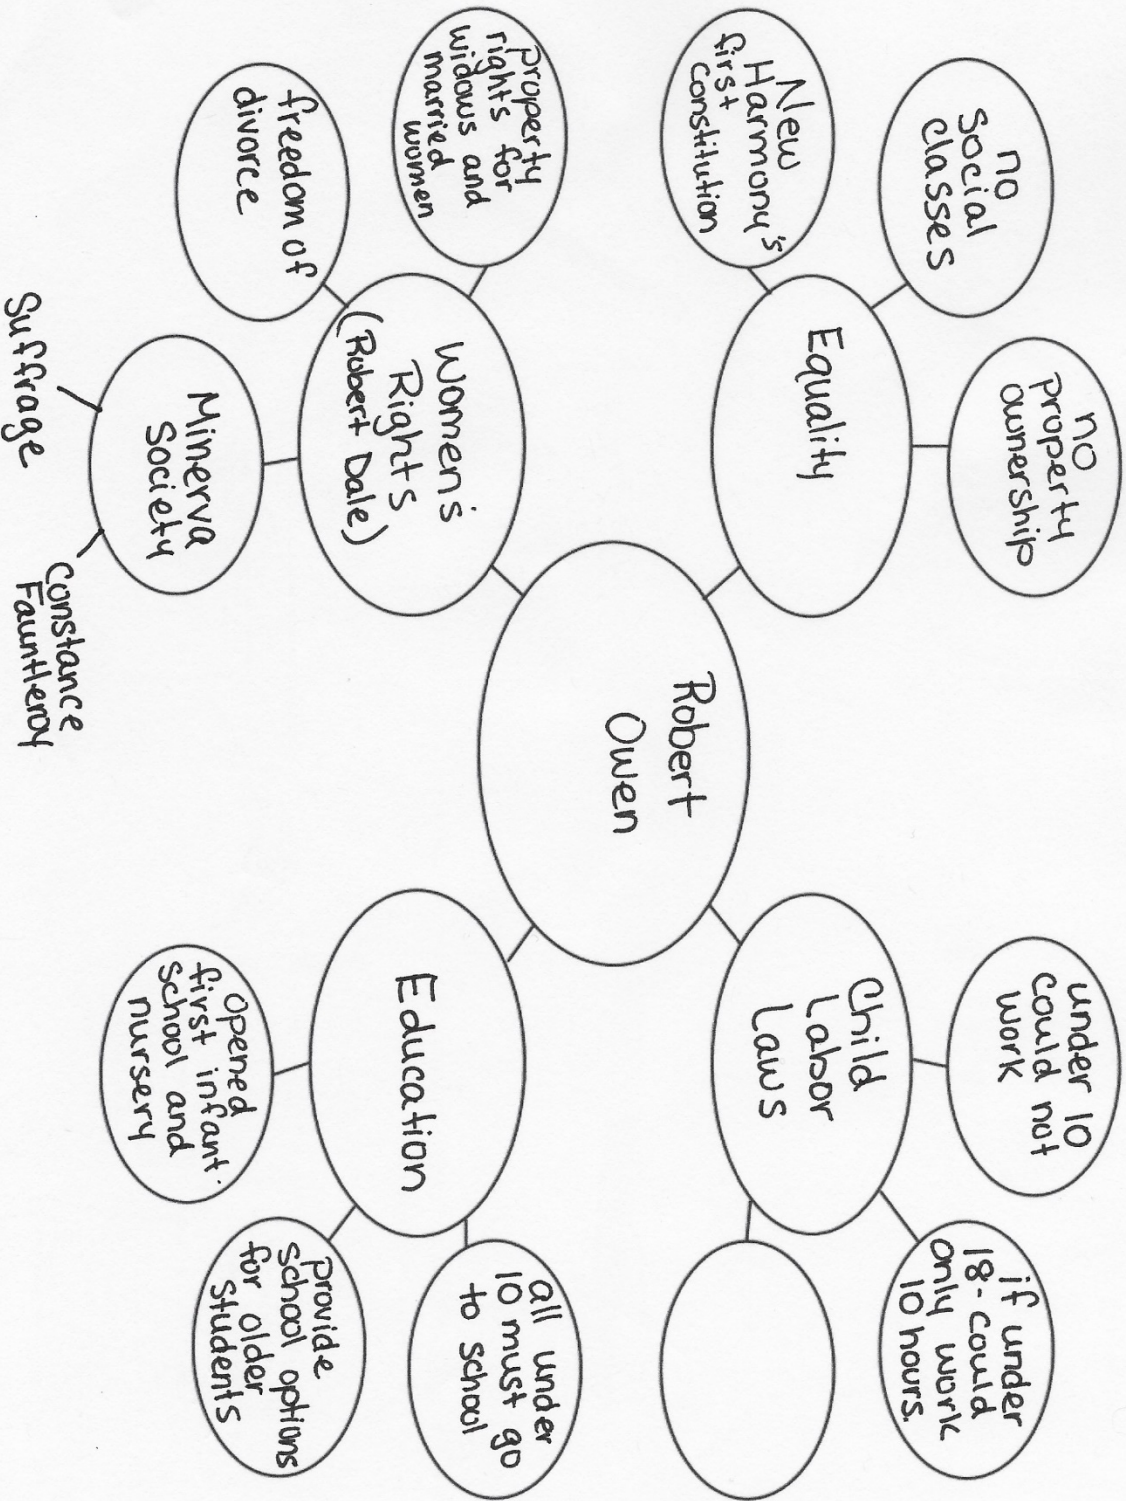 Robert
Owen
Equality
New
Harmony's
first
constitution
no
social
classes
no
property
ownership
Women's
Rights
(Robert Dale)
property
rights for
widows and
married
women
freedom of
divorce
Minerva
Society
Suffrage
Constance
Fauntleroy
Child
Labor
Laws
under 10
could not
work
if under
18-could
only work
10 hours.
Education
opened
first infant
school and
nursery
provide
school options
for older
students
all under
10 must go
to school